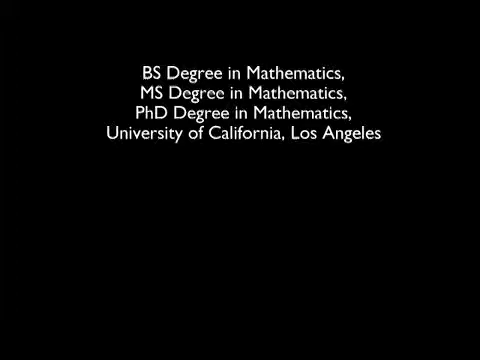 BS Degree in Mathematics,
MS Degree in Mathematics,
PhD Degree in Mathematics,
University of California, Los Angeles